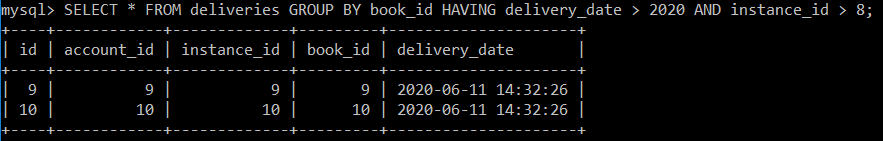 mysql> SELECT * FROM deliveries GROUP BY book_id HAVING delivery_date > 2020 AND instance_id > 8;
+----+------------+-------------+---------+---------------------+
| id | account_id | instance_id | book_id | delivery_date       |
+----+------------+-------------+---------+---------------------+
|  9 |          9 |           9 |       9 | 2020-06-11 14:32:26 |
| 10 |         10 |          10 |      10 | 2020-06-11 14:32:26 |
+----+------------+-------------+---------+---------------------+